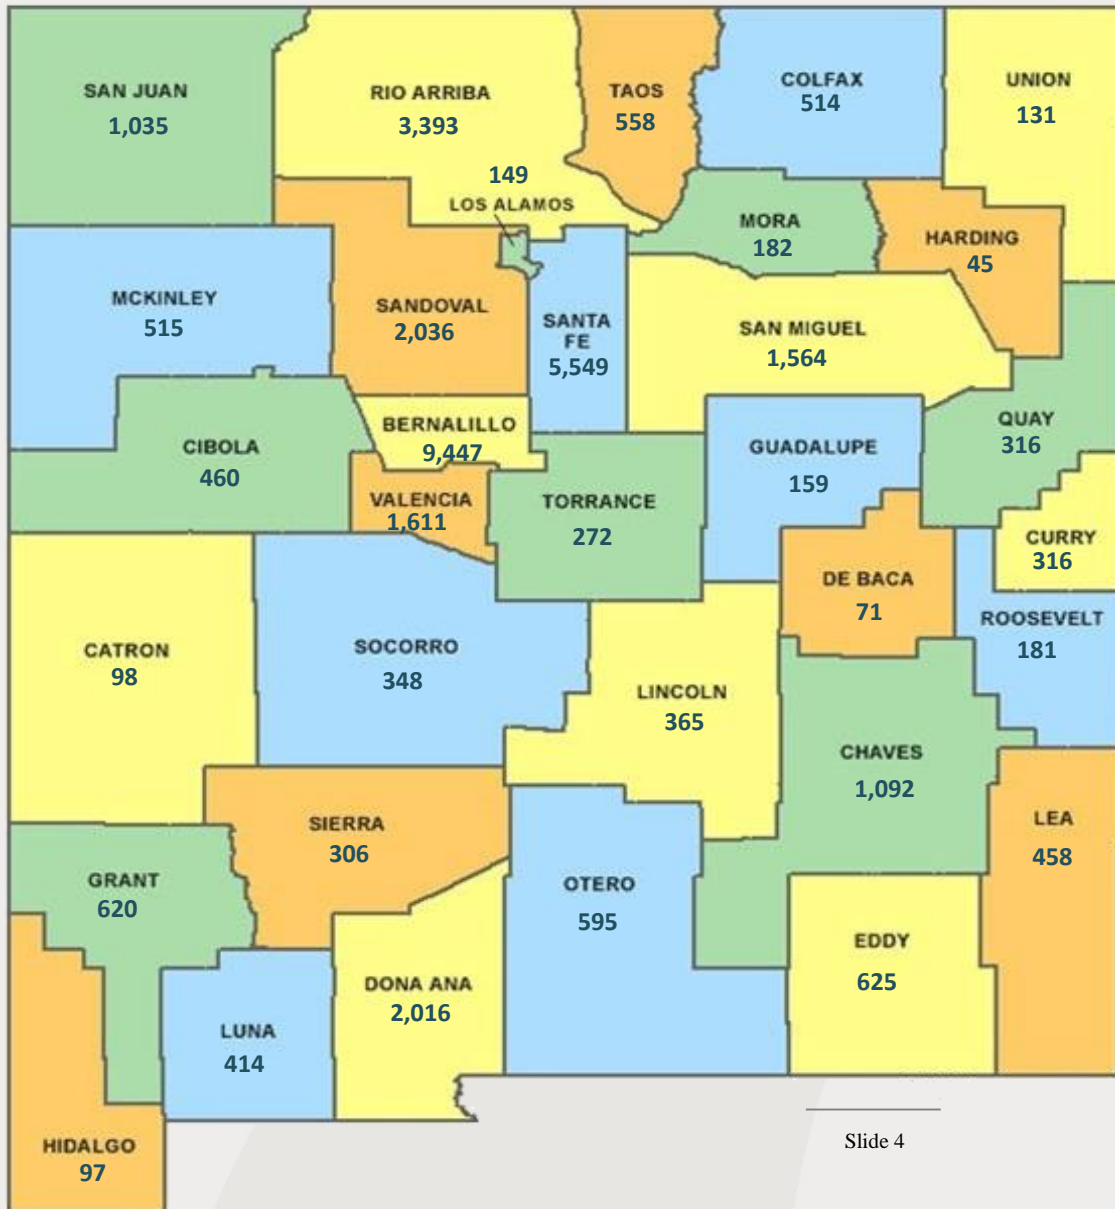 SAN JUAN
1,035
RIO ARRIBA
3,393
TAOS
558
COLFAX
514
UNION
131
149
LOS ALAMOS
MORA
182
HARDING
45
MCKINLEY
515
SANDOVAL
2,036
SANTA
FE
5,549
SAN MIGUEL
1,564
CIBOLA
460
BERNALILLO
9,447
VALENCIA
1,611
TORRANCE
272
GUADALUPE
159
QUAY
316
CURRY
316
DE BACA
71
ROOSEVELT
181
CATRON
98
SOCORRO
348
LINCOLN
365
CHAVES
1,092
LEA
458
SIERRA
306
GRANT
620
OTERO
595
EDDY
625
DONA ANA
2,016
LUNA
414
HIDALGO
97
Slide 4